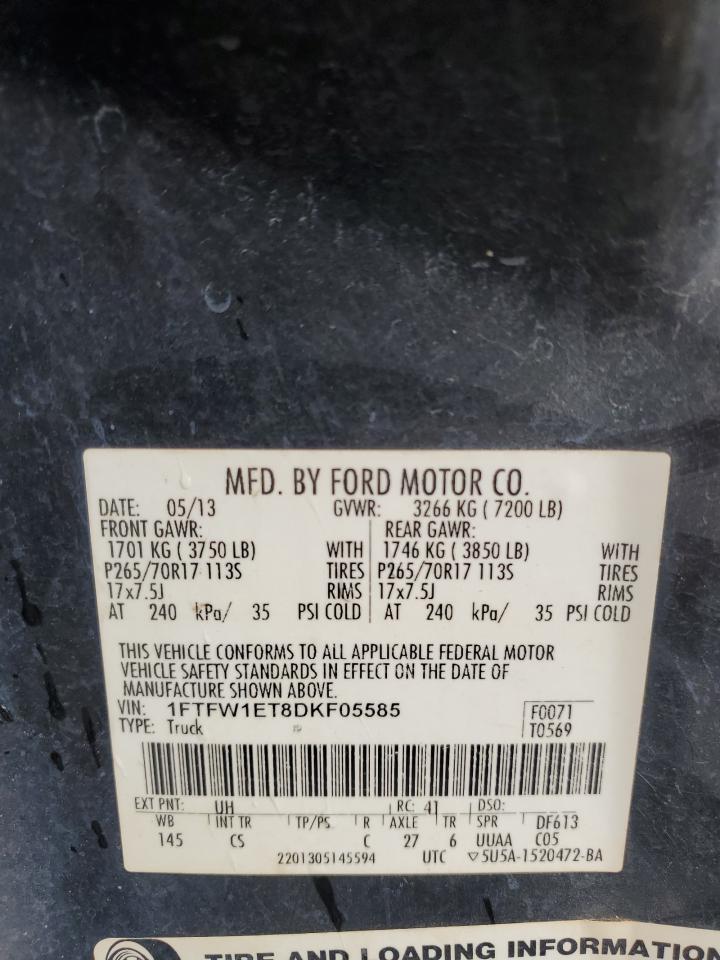 MFD. BY FORD MOTOR CO.
DATE: 05/13 GVWR: 3266 KG ( 7200 LB)
FRONT GAWR: REAR GAWR:
1701 KG ( 3750 LB) WITH 1746 KG ( 3850 LB) WITH
P265/70R17 113S TIRES P265/70R17 113S TIRES
17x7.5J RIMS 17x7.5J RIMS
AT 240 kPa/ 35 PSI COLD AT 240 kPa/ 35 PSI COLD
THIS VEHICLE CONFORMS TO ALL APPLICABLE FEDERAL MOTOR
VEHICLE SAFETY STANDARDS IN EFFECT ON THE DATE OF
MANUFACTURE SHOWN ABOVE.
VIN: 1FTFW1ET8DKF05585 F0071
TYPE: Truck T0569
EXT PNT: UH RC: 41 DSO:
WB INT TR TP/PS R AXLE TR SPR DF613
145 CS C 27 6 UUAA C05
2201305145594 UTC ▽5U5A-1520472-BA
TIRE AND LOADING INFORMATION